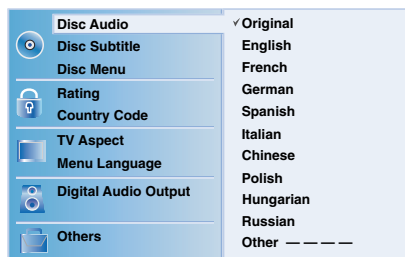 Disc Audio
Disc Subtitle
Disc Menu
Rating
Country Code
TV Aspect
Menu Language
Digital Audio Output
Others
✓Original
English
French
German
Spanish
Italian
Chinese
Polish
Hungarian
Russian
Other — — — —